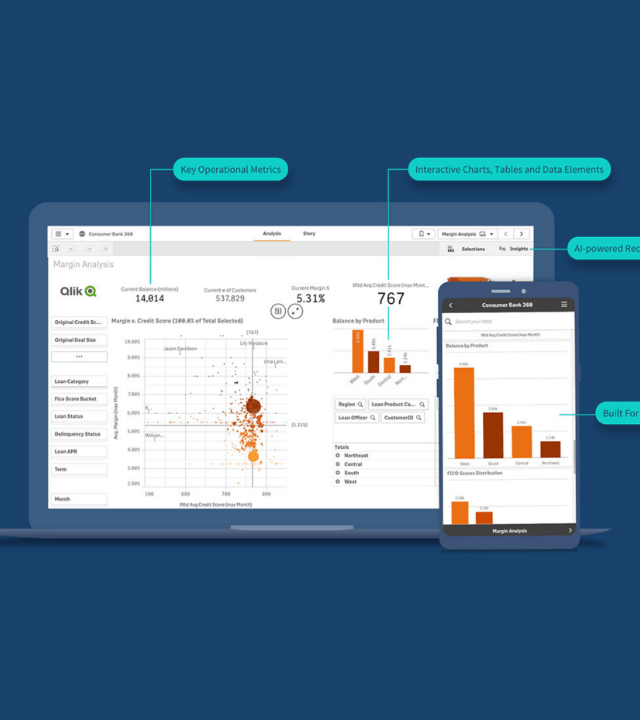 Key Operational Metrics
Interactive Charts, Tables and Data Elements
AI-powered Rec
Consumer Bank 360
Analysis
Story
Margin Analysis
Selections
Insights
Margin Analysis
Qlik
Current Balance (millions)
14,014
Current # of Customers
537,829
Current Margin %
5.31%
Wtd Avg Credit Score (max Mont...
767
Original Credit Sc...
Original Deal Size
...
Loan Category
Fico Score Bucket
Loan Status
Delinquency Status
Loan APR
Term
Month
Margin v. Credit Score (100.0% of Total Selected)
(767)
Lily Hardison
Jason Davidson
Una Lam...
William...
(5.31%)
Avg. Margin (max Month)
10.00%
9.00%
8.00%
7.00%
6.00%
5.00%
4.00%
3.00%
2.00%
500
600
700
800
Wtd Avg Credit Score (max Month)
Balance by Product
West
South
Central
Nort...
Region
Loan Product Cu...
Loan Officer
CustomerID
Totals
Northeast
Central
South
West
Consumer Bank 360
Search your data
Wtd Avg Credit Score (max Month)
Balance by Product
West
South
Central
Northeast
FICO Scores Distribution
Margin Analysis
Built For